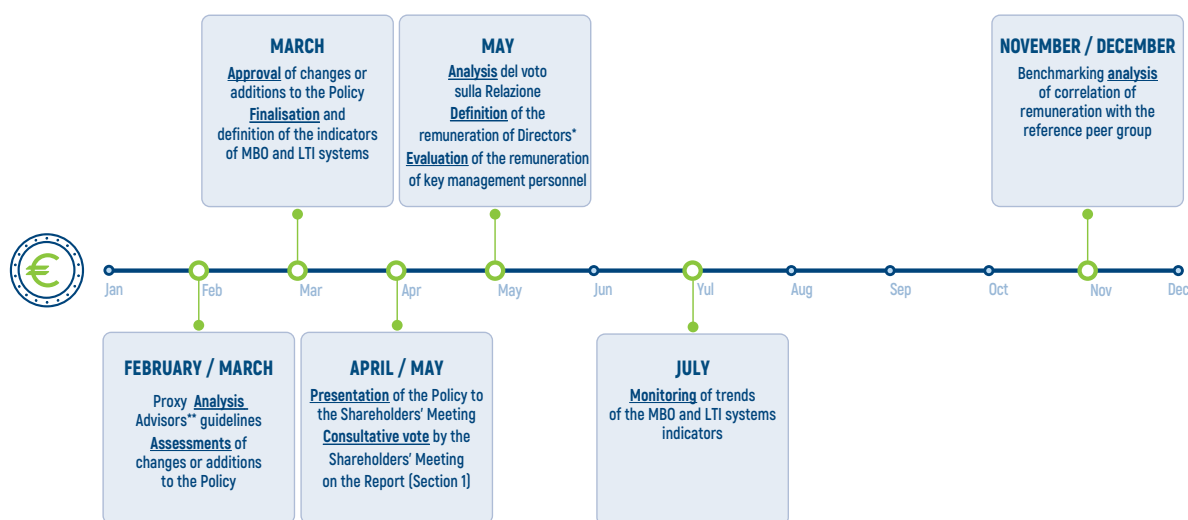 MARCH
Approval of changes or
additions to the Policy
Finalisation and
definition of the indicators
of MBO and LTI systems
MAY
Analysis del voto
sulla Relazione
Definition of the
remuneration of Directors*
Evaluation of the remuneration
of key management personnel
NOVEMBER / DECEMBER
Benchmarking analysis
of correlation of
remuneration with the
reference peer group
€
Jan
Feb
Mar
Apr
May
Jun
Yul
Aug
Sep
Oct
Nov
Dec
FEBRUARY / MARCH
Proxy Analysis
Advisors** guidelines
Assessments of
changes or additions
to the Policy
APRIL / MAY
Presentation of the Policy to
the Shareholders' Meeting
Consultative vote by the
Shareholders' Meeting
on the Report (Section 1)
JULY
Monitoring of trends
of the MBO and LTI systems
indicators